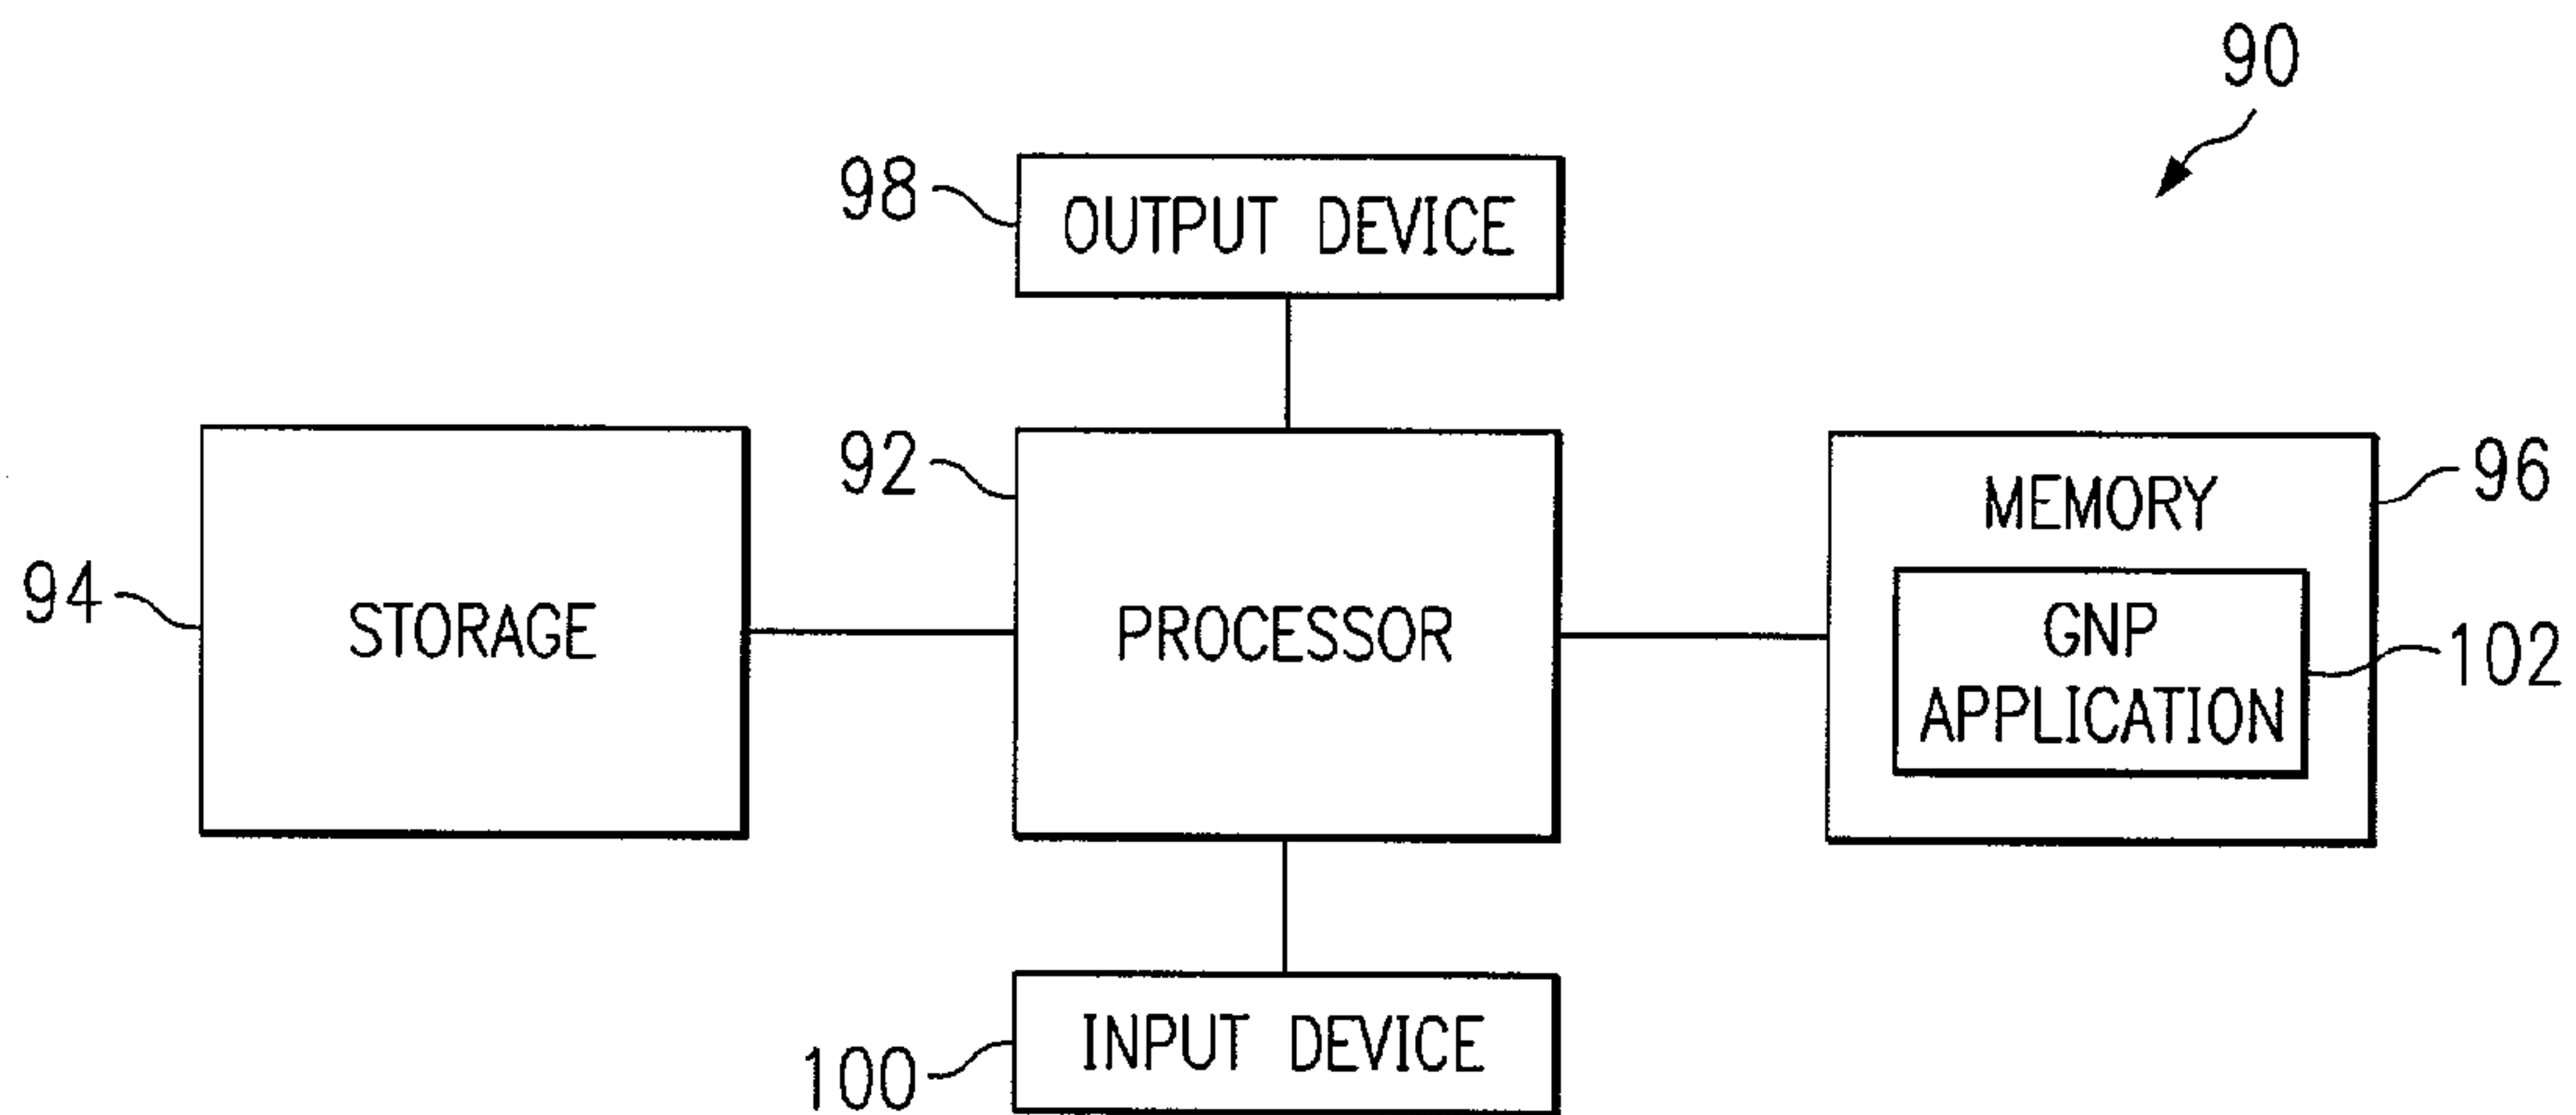 90
98
OUTPUT DEVICE
92
96
MEMORY
94
STORAGE
PROCESSOR
GNP
APPLICATION
102
100
INPUT DEVICE